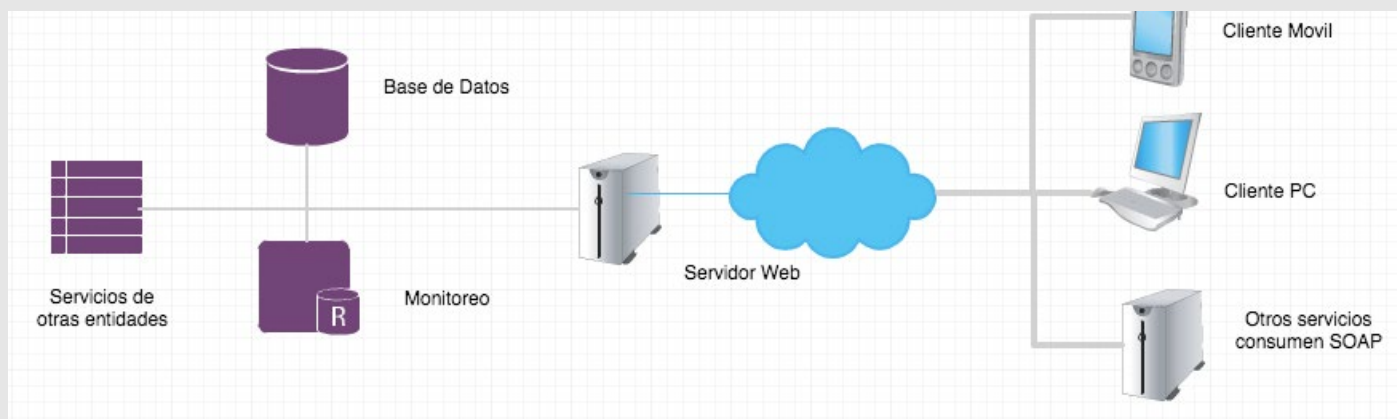 Cliente Movil
Base de Datos
Cliente PC
Servidor Web
Servicios de
otras entidades
Monitoreo
R
Otros servicios
consumen SOAP